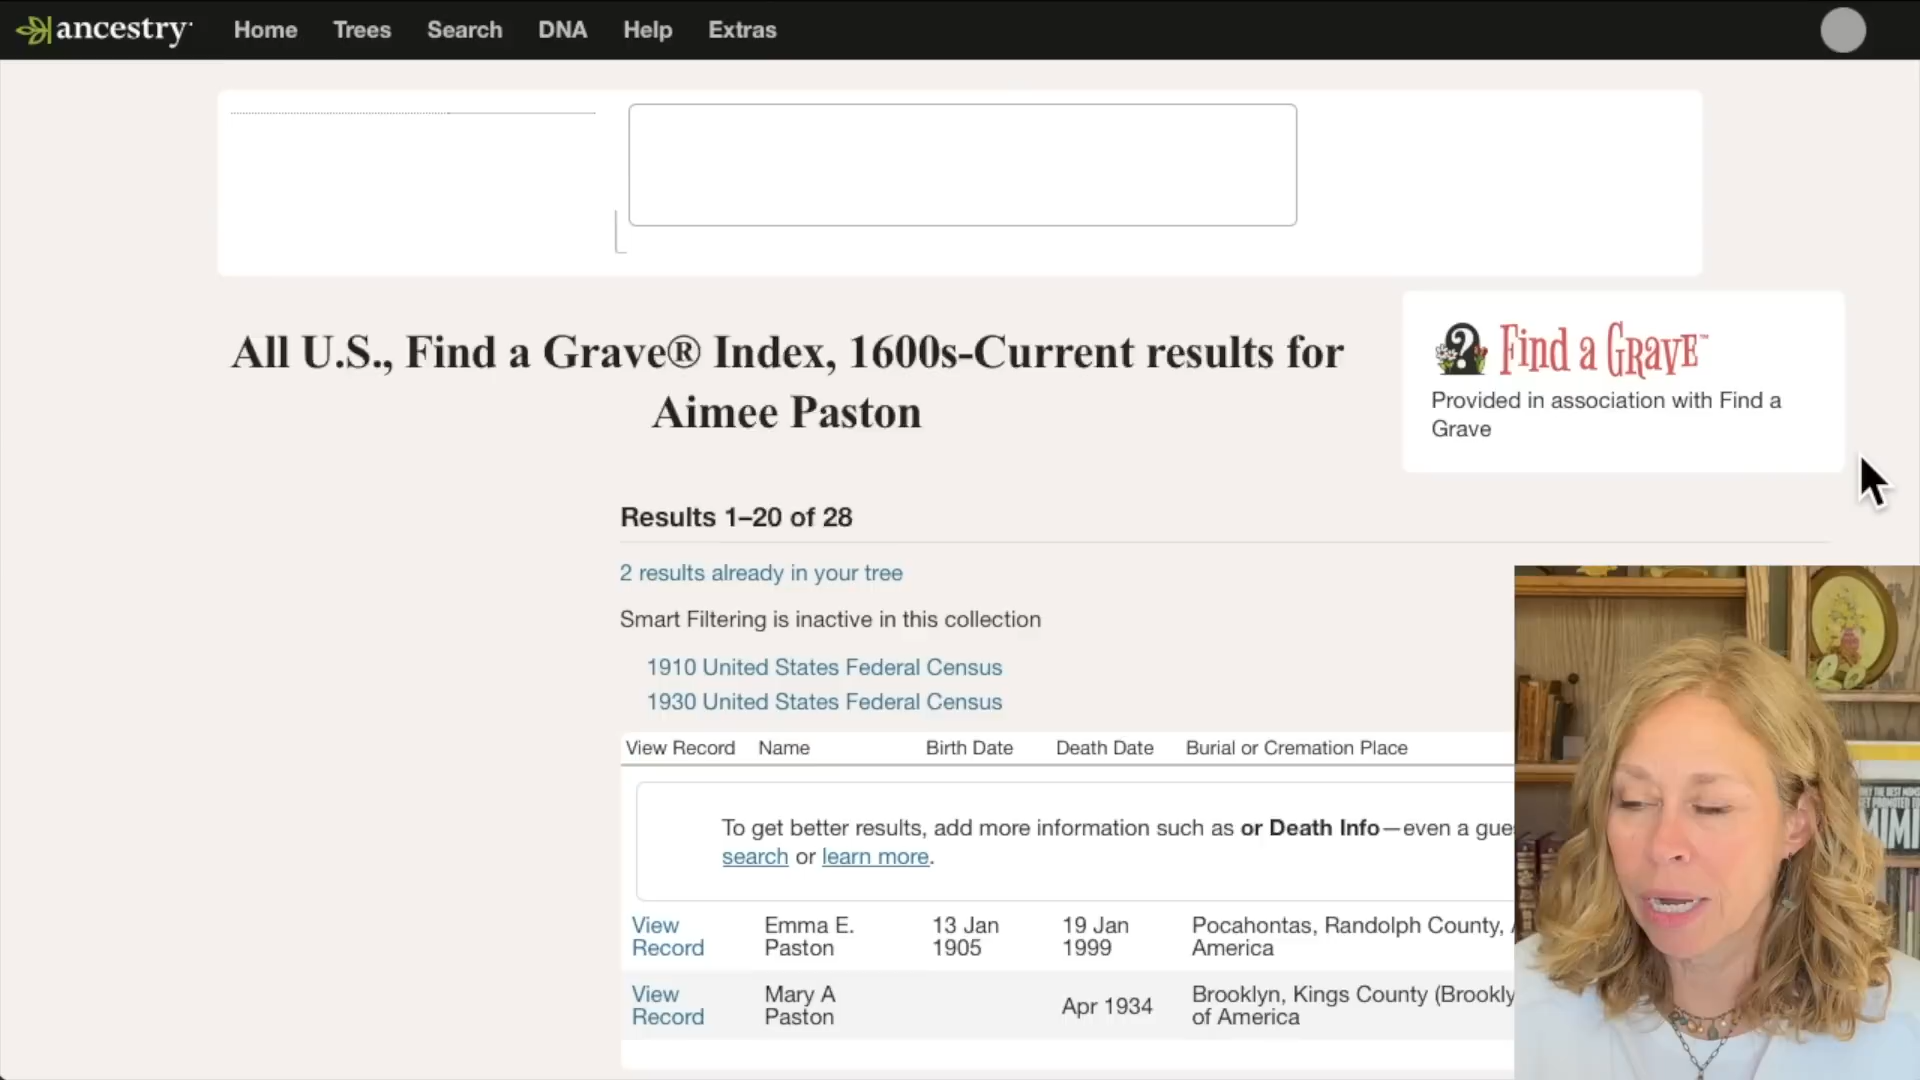 ancestry
Home Trees Search DNA Help Extras
All U.S., Find a Grave® Index, 1600s-Current results for
Aimee Paston
Find a Grave™
Provided in association with Find a
Grave
Results 1–20 of 28
2 results already in your tree
Smart Filtering is inactive in this collection
1910 United States Federal Census
1930 United States Federal Census
View Record Name Birth Date Death Date Burial or Cremation Place
To get better results, add more information such as or Death Info—even a gue
search or learn more.
View Emma E. 13 Jan 19 Jan Pocahontas, Randolph County,
Record Paston 1905 1999 America
View Mary A Brooklyn, Kings County (Brookly
Record Paston Apr 1934 of America